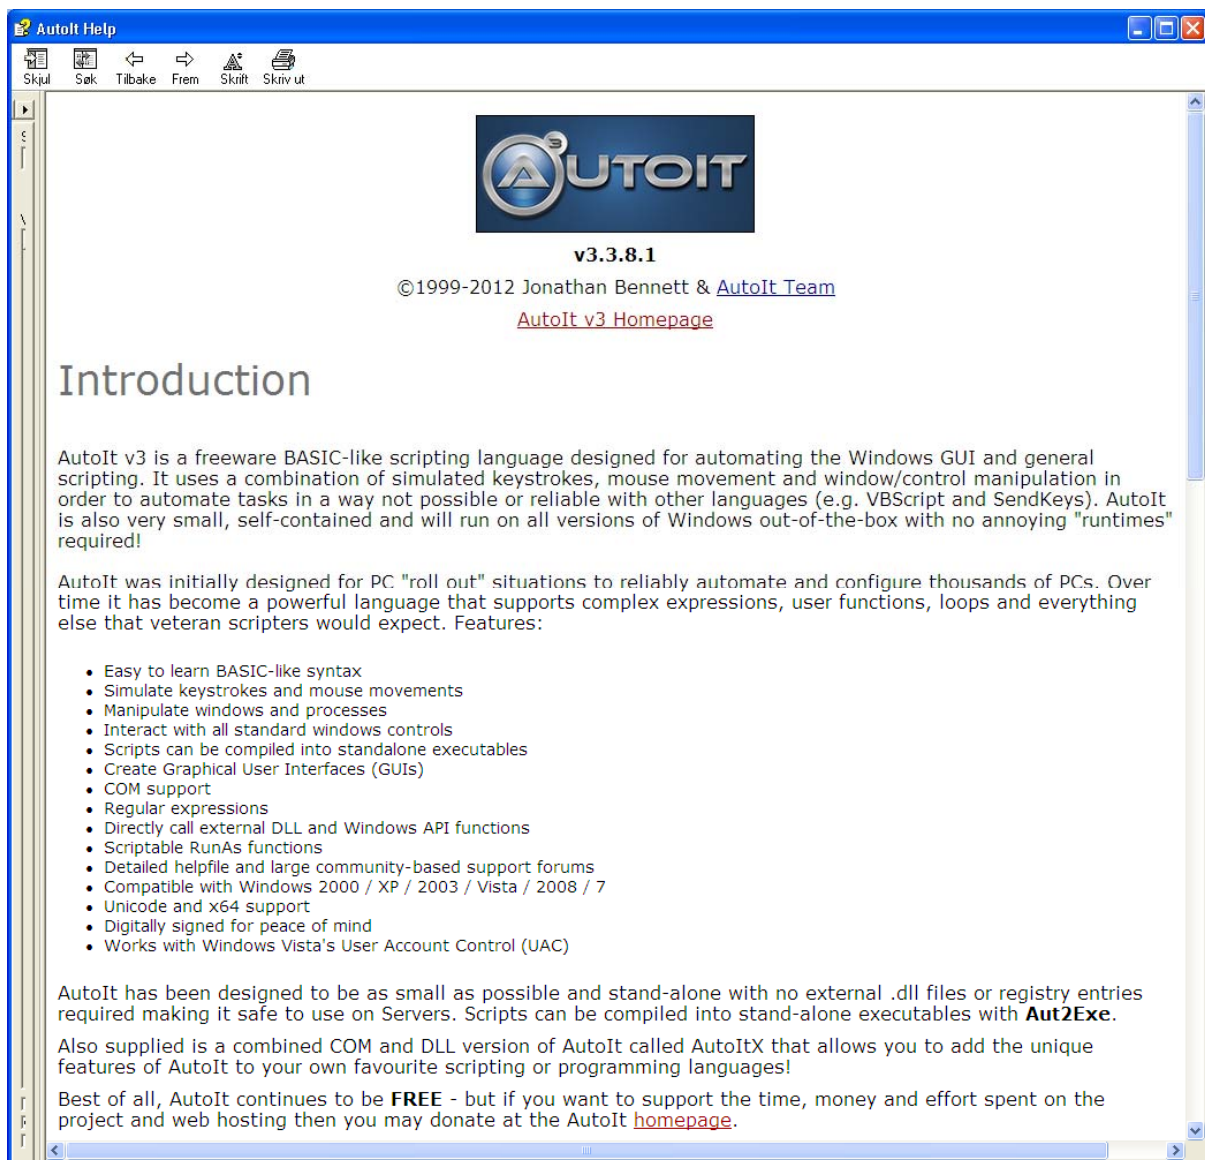 AutoIt Help
Skjul Søk Tilbake Frem Skrift Skriv ut
AUTOIT 3
v3.3.8.1
©1999-2012 Jonathan Bennett & AutoIt Team
AutoIt v3 Homepage
Introduction
AutoIt v3 is a freeware BASIC-like scripting language designed for automating the Windows GUI and general
scripting. It uses a combination of simulated keystrokes, mouse movement and window/control manipulation in
order to automate tasks in a way not possible or reliable with other languages (e.g. VBScript and SendKeys). AutoIt
is also very small, self-contained and will run on all versions of Windows out-of-the-box with no annoying "runtimes"
required!
AutoIt was initially designed for PC "roll out" situations to reliably automate and configure thousands of PCs. Over
time it has become a powerful language that supports complex expressions, user functions, loops and everything
else that veteran scripters would expect. Features:
• Easy to learn BASIC-like syntax
• Simulate keystrokes and mouse movements
• Manipulate windows and processes
• Interact with all standard windows controls
• Scripts can be compiled into standalone executables
• Create Graphical User Interfaces (GUIs)
• COM support
• Regular expressions
• Directly call external DLL and Windows API functions
• Scriptable RunAs functions
• Detailed helpfile and large community-based support forums
• Compatible with Windows 2000 / XP / 2003 / Vista / 2008 / 7
• Unicode and x64 support
• Digitally signed for peace of mind
• Works with Windows Vista's User Account Control (UAC)
AutoIt has been designed to be as small as possible and stand-alone with no external .dll files or registry entries
required making it safe to use on Servers. Scripts can be compiled into stand-alone executables with Aut2Exe.
Also supplied is a combined COM and DLL version of AutoIt called AutoItX that allows you to add the unique
features of AutoIt to your own favourite scripting or programming languages!
Best of all, AutoIt continues to be FREE - but if you want to support the time, money and effort spent on the
project and web hosting then you may donate at the AutoIt homepage.